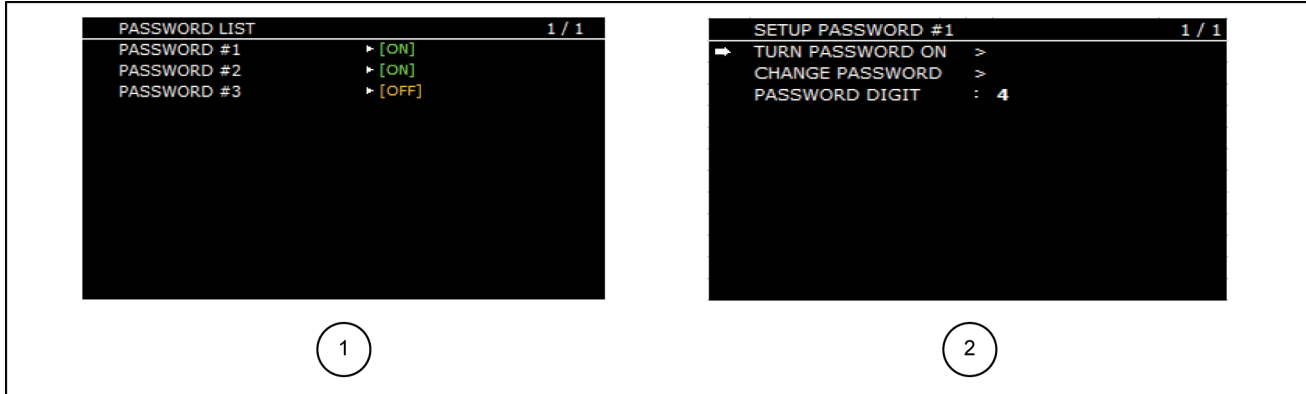 PASSWORD LIST 1 / 1
PASSWORD #1 ▸ [ON]
PASSWORD #2 ▸ [ON]
PASSWORD #3 ▸ [OFF]
1
SETUP PASSWORD #1 1 / 1
➡ TURN PASSWORD ON >
CHANGE PASSWORD >
PASSWORD DIGIT : 4
2